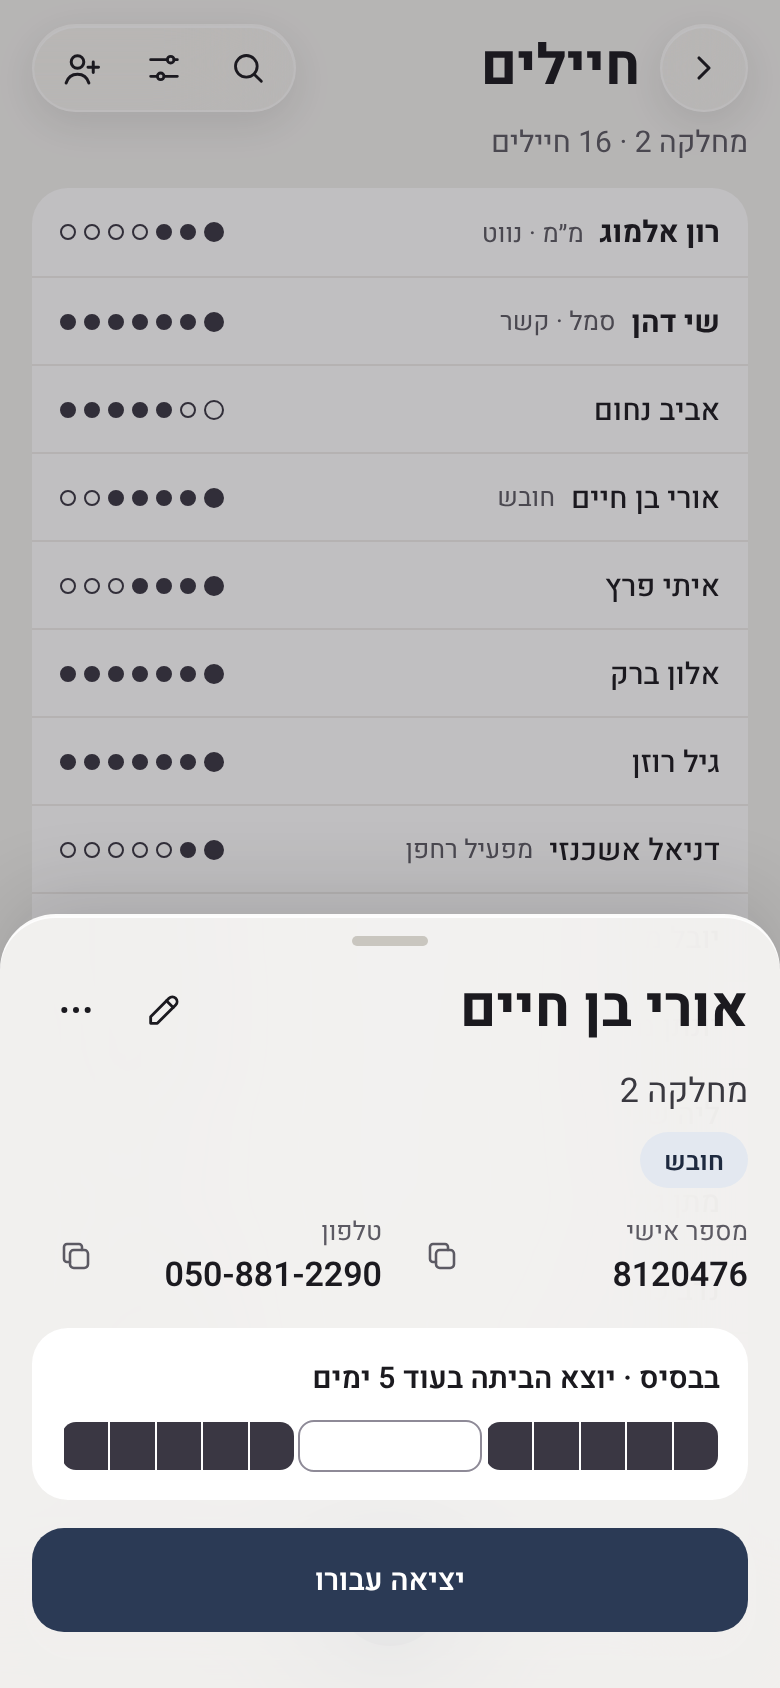 חיילים
מחלקה 2 · 16 חיילים
רון אלמוג מ״מ · נווט
שי דהן סמל · קשר
אביב נחום
אורי בן חיים חובש
איתי פרץ
אלון ברק
גיל רוזן
דניאל אשכנזי מפעיל רחפן
אורי בן חיים
מחלקה 2
חובש
מספר אישי טלפון
8120476 050-881-2290
בבסיס · יוצא הביתה בעוד 5 ימים
יציאה עבורו